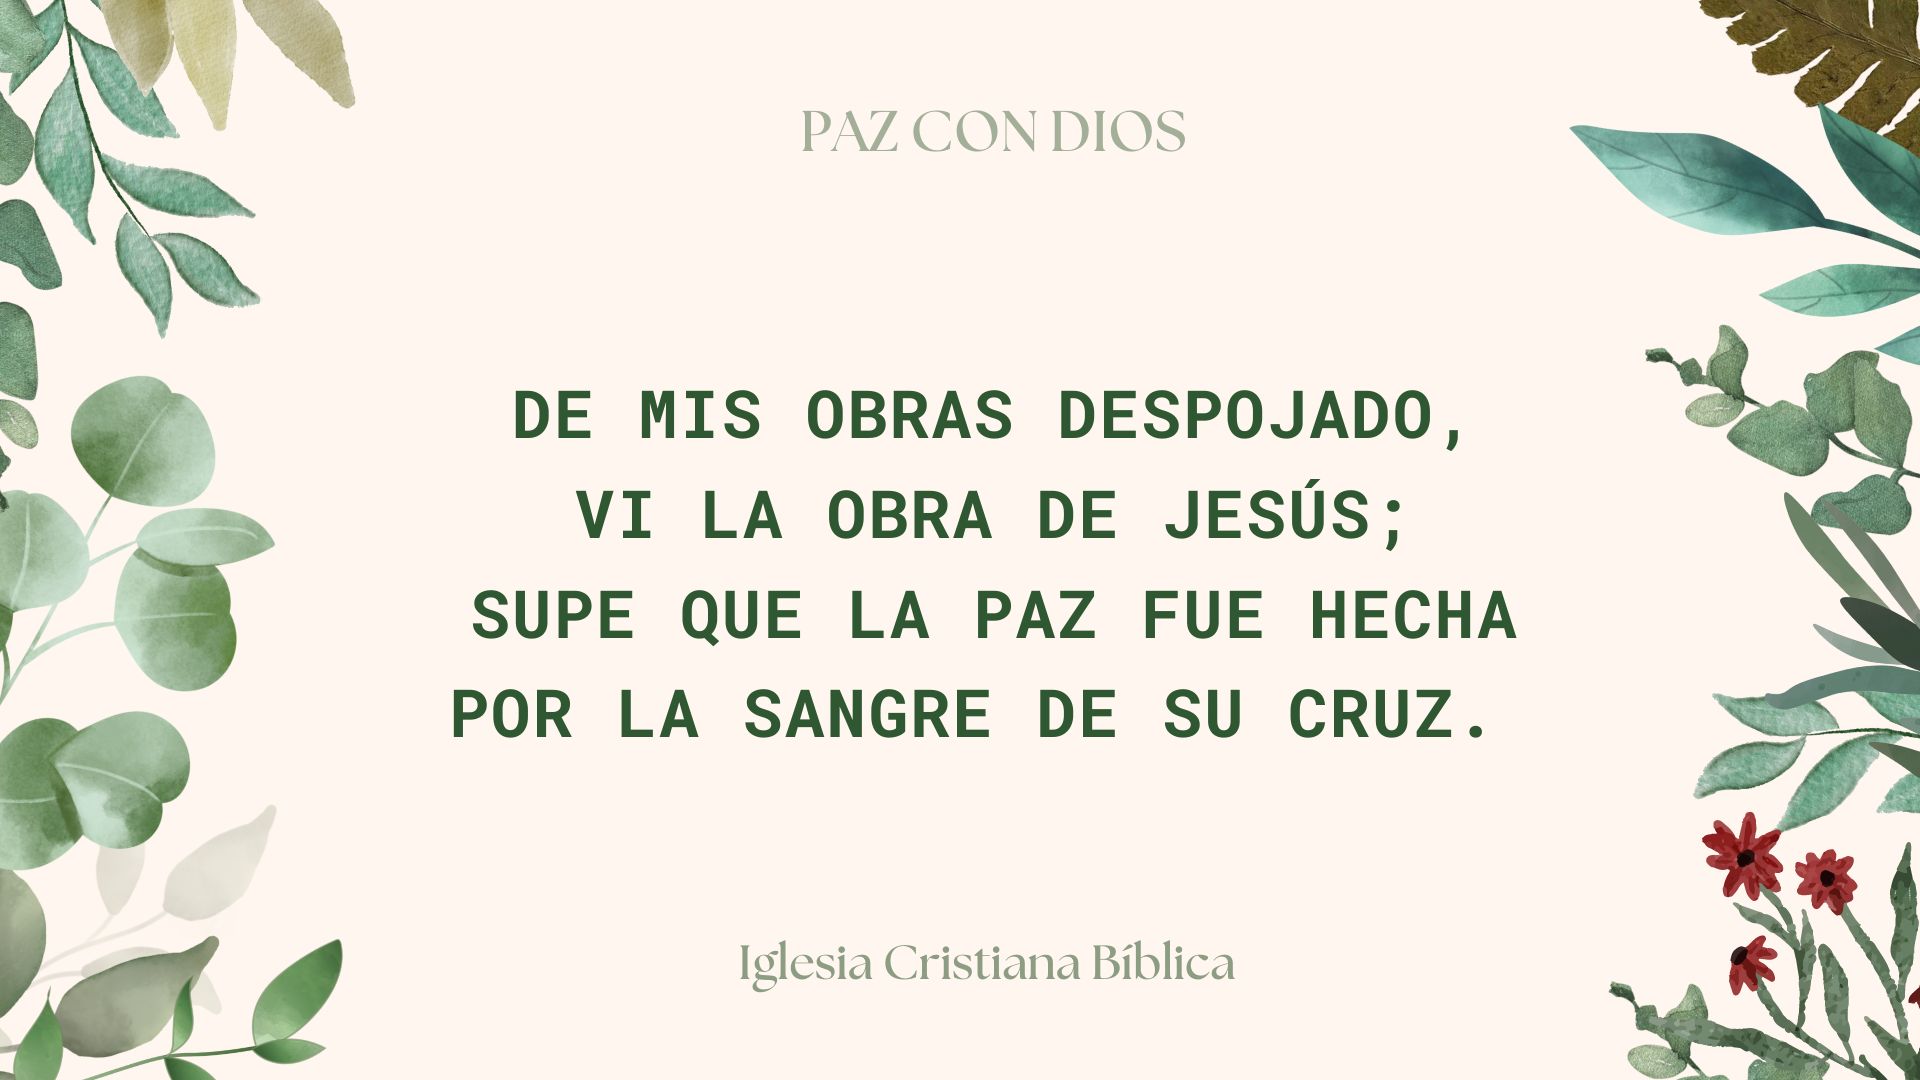 PAZ CON DIOS
DE MIS OBRAS DESPOJADO,
VI LA OBRA DE JESÚS;
SUPE QUE LA PAZ FUE HECHA
POR LA SANGRE DE SU CRUZ.
Iglesia Cristiana Bíblica